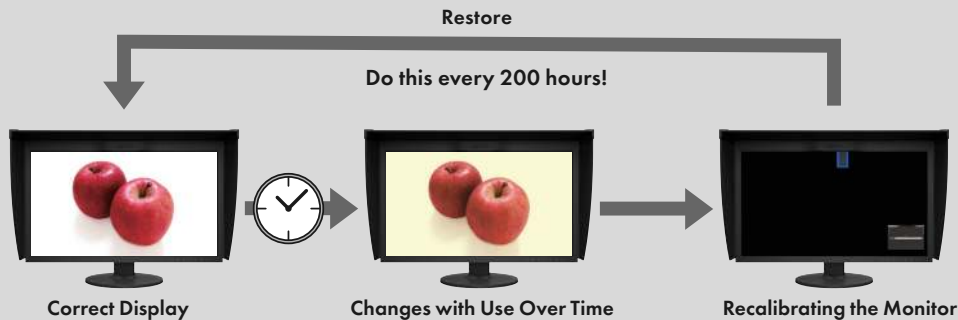 Restore
Do this every 200 hours!
Correct Display
Changes with Use Over Time
Recalibrating the Monitor